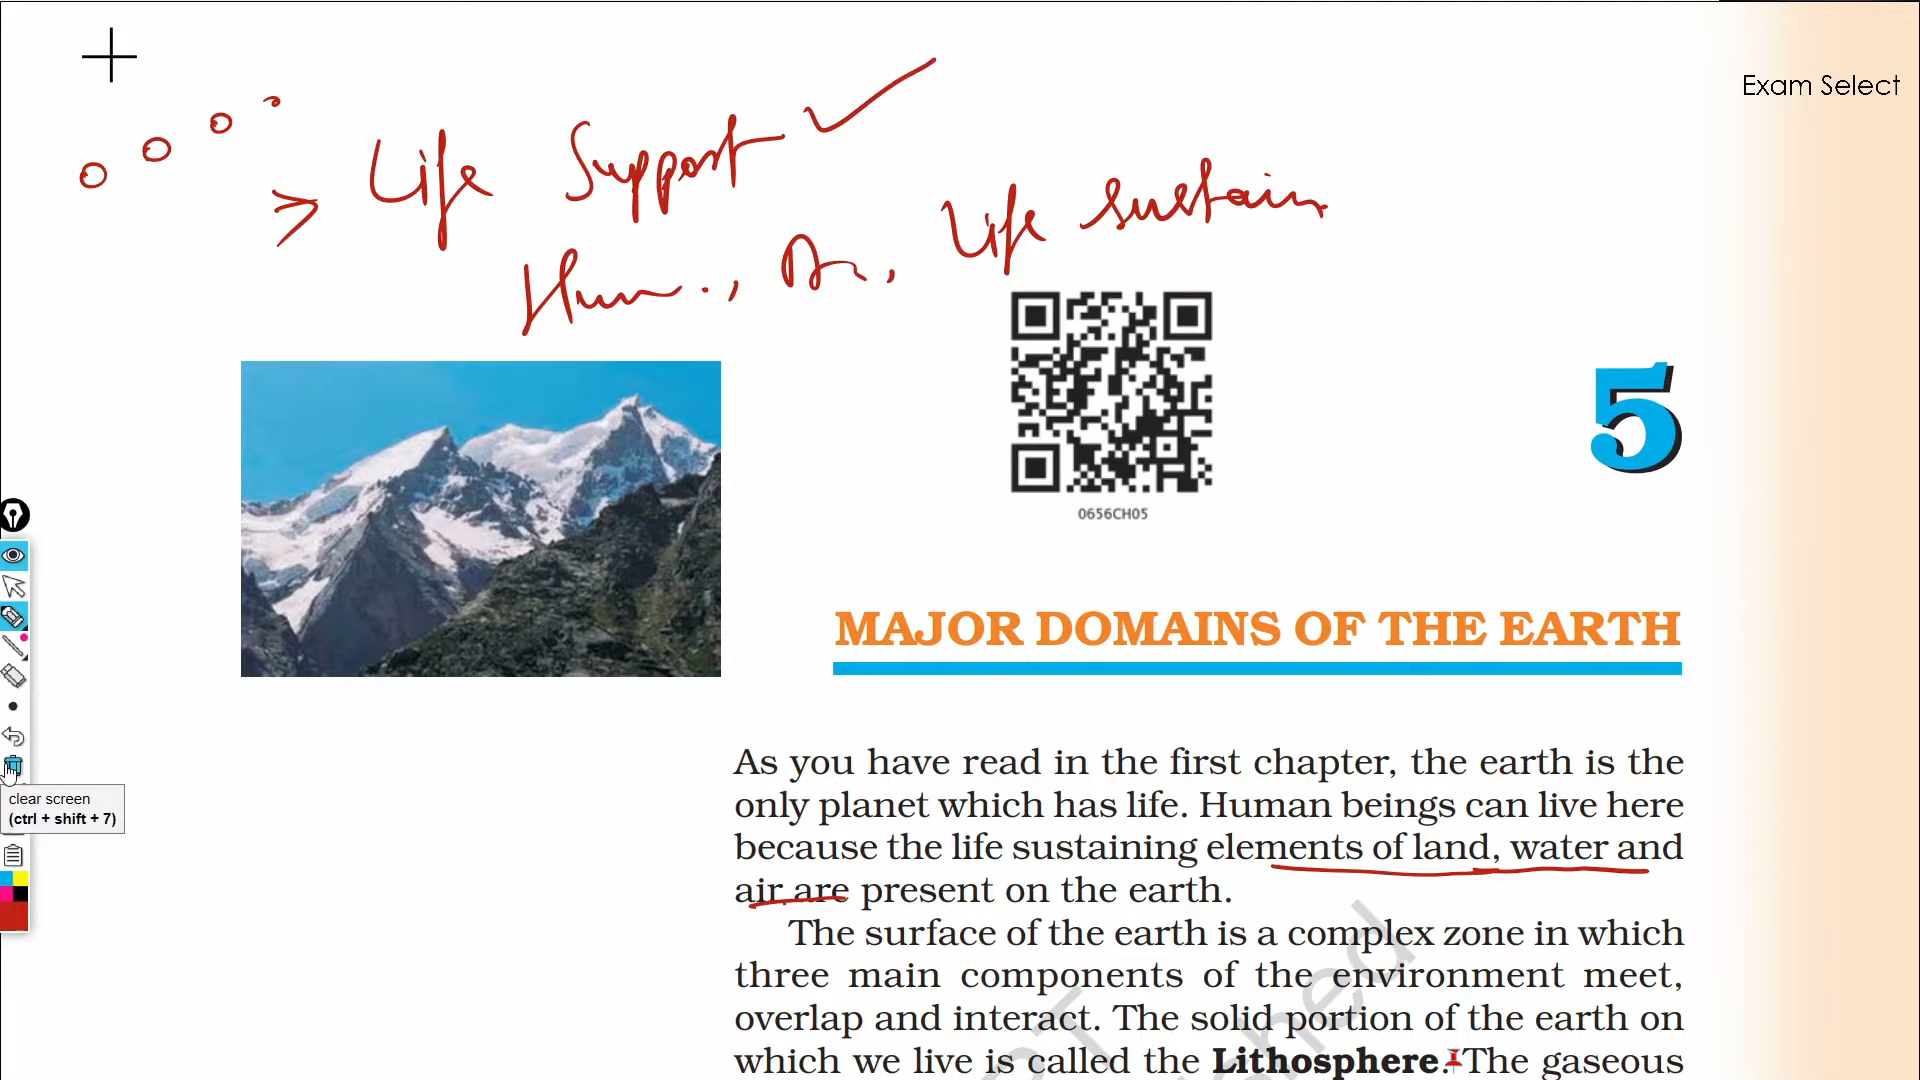 Exam Select
Life Support
Life Sustain
0656CH05
5
MAJOR DOMAINS OF THE EARTH
As you have read in the first chapter, the earth is the
only planet which has life. Human beings can live here
because the life sustaining elements of land, water and
air are present on the earth.
The surface of the earth is a complex zone in which
three main components of the environment meet,
overlap and interact. The solid portion of the earth on
which we live is called the Lithosphere. The gaseous
clear screen
(ctrl + shift + 7)